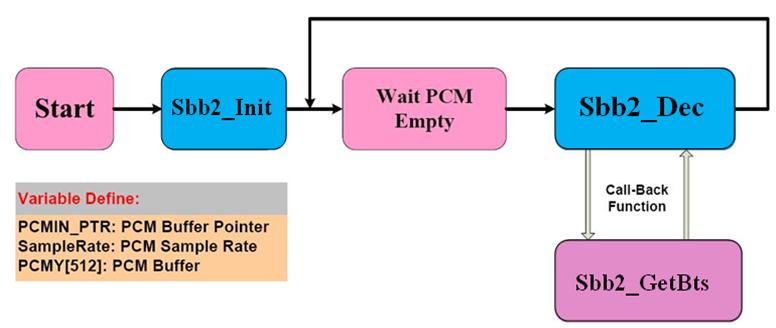 Start
Sbb2_Init
Wait PCM
Empty
Sbb2_Dec
Call-Back
Function
Sbb2_GetBts
Variable Define:
PCMIN_PTR: PCM Buffer Pointer
SampleRate: PCM Sample Rate
PCMY[512]: PCM Buffer